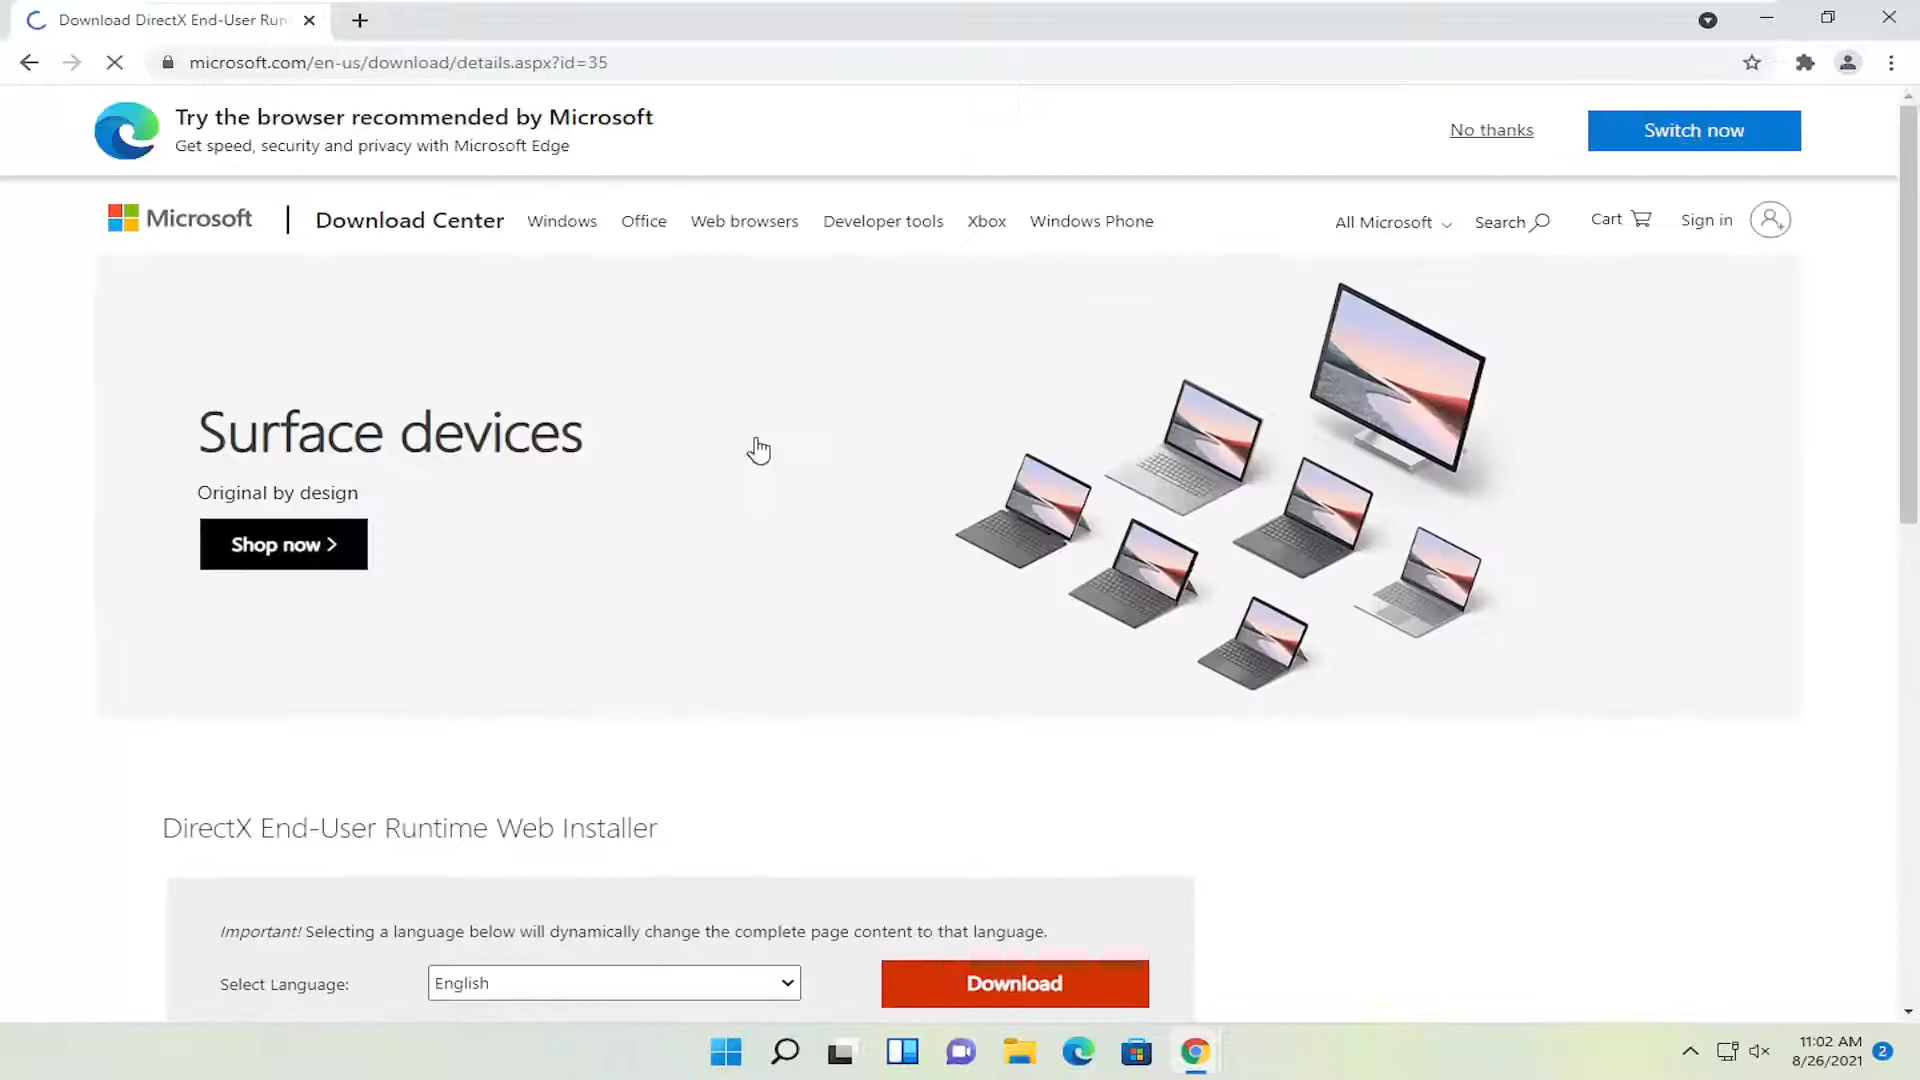 Download DirectX End-User Run
microsoft.com/en-us/download/details.aspx?id=35
Try the browser recommended by Microsoft
Get speed, security and privacy with Microsoft Edge
No thanks
Switch now
Microsoft
Download Center
Windows
Office
Web browsers
Developer tools
Xbox
Windows Phone
All Microsoft
Search
Cart
Sign in
Surface devices
Original by design
Shop now >
DirectX End-User Runtime Web Installer
Important! Selecting a language below will dynamically change the complete page content to that language.
Select Language:
English
Download
11:02 AM
8/26/2021
2